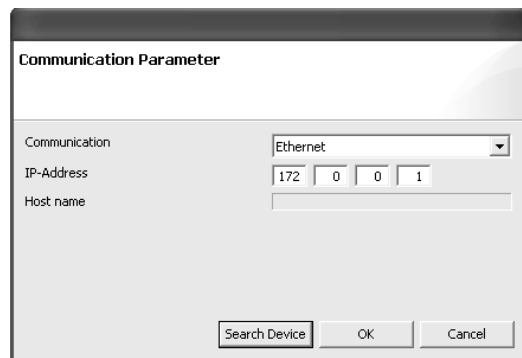 Communication Parameter
Communication Ethernet
IP-Address 172 0 0 1
Host name
Search Device OK Cancel